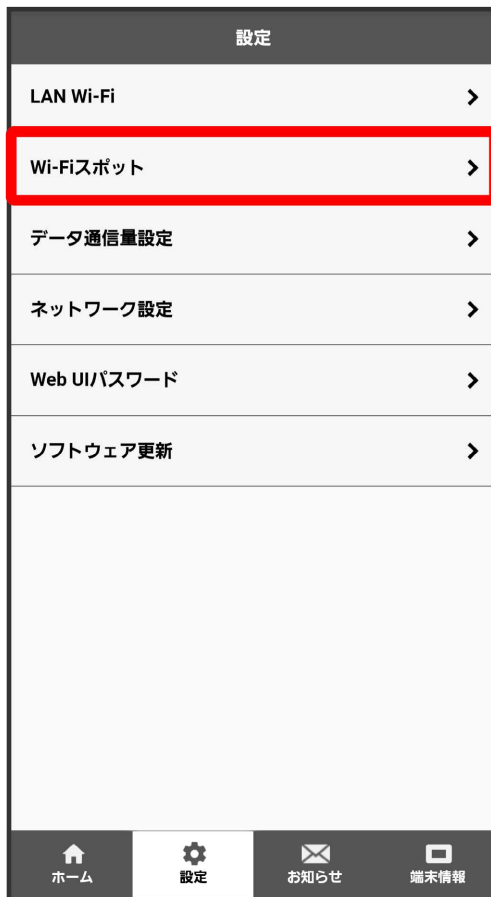 設定
LAN Wi-Fi
Wi-Fiスポット
データ通信量設定
ネットワーク設定
Web UIパスワード
ソフトウェア更新
ホーム
設定
お知らせ
端末情報